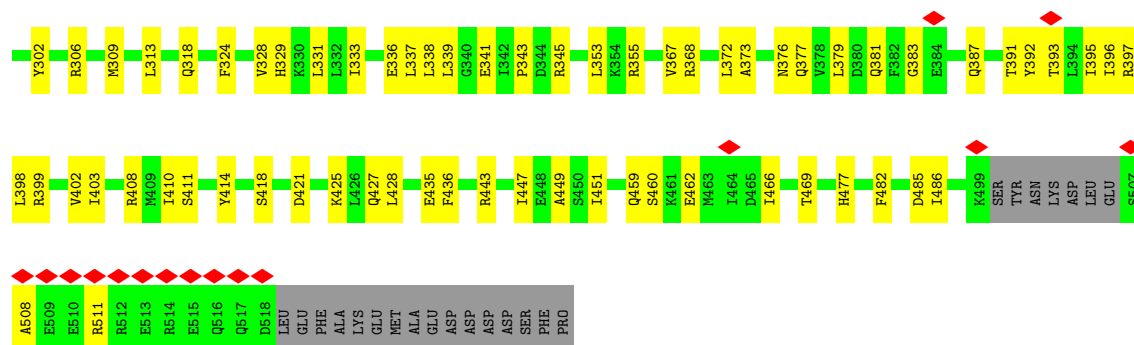 Y302 R306 M309 L313 Q318 F324 V328 H329 K330 L331 L332 I333 E336 L337 L338 L339 G340 E341 I342 P343 D344 R345 L353 K354 R355 V367 R368 L372 A373 N376 Q377 V378 L379 D380 Q381 F382 G383 E384 Q387 T391 Y392 T393 L394 I395 I396 R397
L398 R399 V402 I403 R408 M409 I410 S411 Y414 S418 D421 K425 L426 Q427 L428 E435 F436 R443 I447 E448 A449 S450 I451 Q459 S460 K461 E462 M463 I464 D465 I466 T469 H477 F482 D485 I486 K499 SER TYR ASN LYS ASP LEU GLU S507
A508 E509 E510 R511 R512 E513 R514 E515 Q516 Q517 D518 LEU GLU PHE ALA LYS GLU MET ALA GLU ASP ASP ASP ASP SER PHE PRO